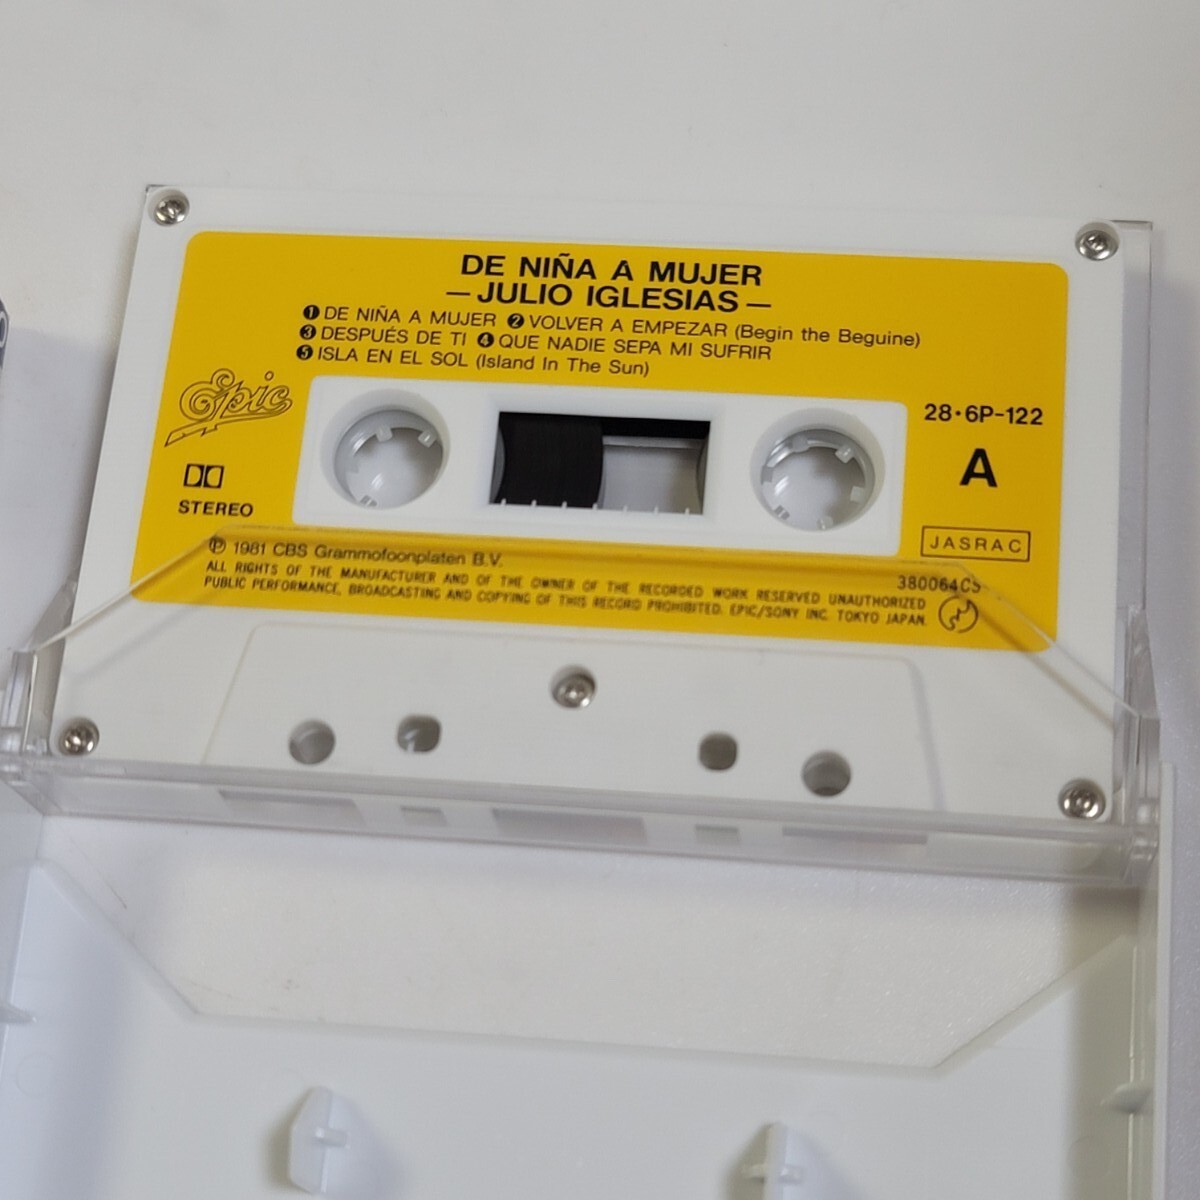 DE NIÑA A MUJER
—JULIO IGLESIAS—
❶ DE NIÑA A MUJER ❷ VOLVER A EMPEZAR (Begin the Beguine)
❸ DESPUÉS DE TI ❹ QUE NADIE SEPA MI SUFRIR
❺ ISLA EN EL SOL (Island In The Sun)
Epic
28・6P-122
A
STEREO
JASRAC
℗ 1981 CBS Grammofoonplaten B.V.
380064CS
ALL RIGHTS OF THE MANUFACTURER AND OF THE OWNER OF THE RECORDED WORK RESERVED UNAUTHORIZED
PUBLIC PERFORMANCE, BROADCASTING AND COPYING OF THIS RECORD PROHIBITED. EPIC/SONY INC. TOKYO JAPAN.